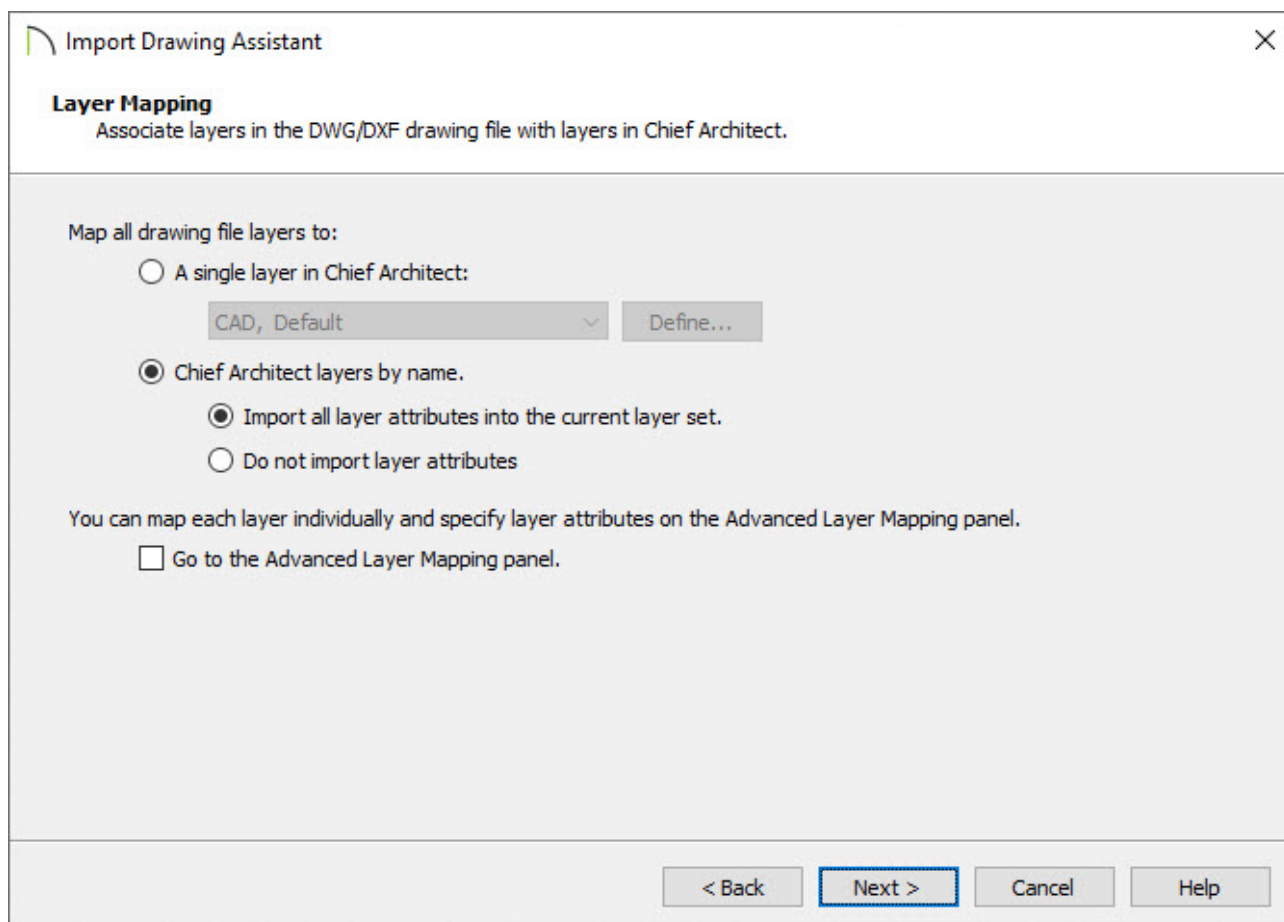 Import Drawing Assistant
Layer Mapping
Associate layers in the DWG/DXF drawing file with layers in Chief Architect.
Map all drawing file layers to:
A single layer in Chief Architect:
CAD, Default
Define...
Chief Architect layers by name.
Import all layer attributes into the current layer set.
Do not import layer attributes
You can map each layer individually and specify layer attributes on the Advanced Layer Mapping panel.
Go to the Advanced Layer Mapping panel.
< Back
Next >
Cancel
Help